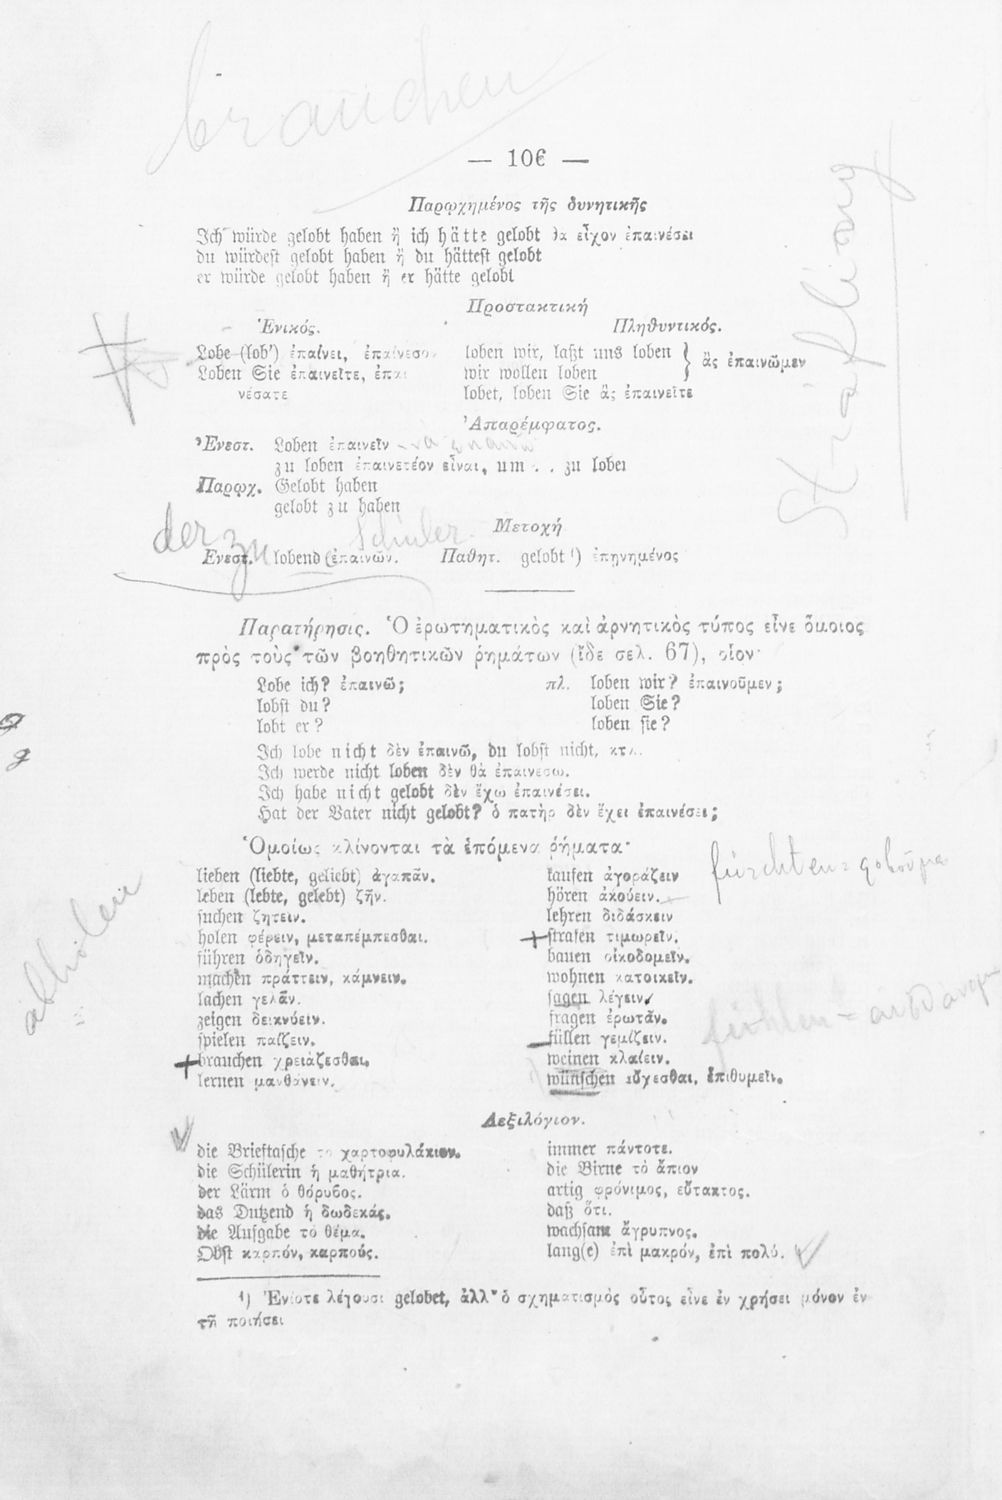 brauchen
— 106 —
Παρῳχημένος τῆς δυνητικῆς
Ich würde gelobt haben ἢ ich hätte gelobt θα εἶχον ἐπαινέσει
du würdest gelobt haben ἢ du hättest gelobt
er würde gelobt haben ἢ er hätte gelobt
Προστακτική
Ἑνικός. Πληθυντικός.
Lobe (lob') ἐπαίνει, ἐπαίνεσον loben wir, laßt uns loben } ἂς ἐπαινῶμεν
Loben Sie ἐπαινεῖτε, ἐπαι wir wollen loben
νέσατε lobet, loben Sie ἂς ἐπαινεῖτε
Ἀπαρέμφατος.
Ἐνεστ. Loben ἐπαινεῖν
zu loben ἐπαινετέον εἶναι, um . . zu loben
Παρῳχ. Gelobt haben
gelobt zu haben
der zu Schüler
Μετοχή
Ἐνεστ. lobend (ἐπαινῶν. Παθητ. gelobt ¹) ἐπῃνημένος
Παρατήρησις. Ὁ ἐρωτηματικὸς καὶ ἀρνητικὸς τύπος εἶνε ὅμοιος
πρὸς τοὺς τῶν βοηθητικῶν ῥημάτων (ἴδε σελ. 67), οἷον·
Lobe ich? ἐπαινῶ; πλ. loben wir? ἐπαινοῦμεν;
lobst du? loben Sie?
lobt er? loben sie?
Ich lobe nicht δὲν ἐπαινῶ, du lobst nicht, κτλ.
Ich werde nicht loben δὲν θὰ ἐπαινέσω.
Ich habe nicht gelobt δὲν ἔχω ἐπαινέσει.
Hat der Vater nicht gelobt? ὁ πατὴρ δὲν ἔχει ἐπαινέσει;
Ὁμοίως κλίνονται τὰ ἑπόμενα ῥήματα·
lieben (liebte, geliebt) ἀγαπᾶν. kaufen ἀγοράζειν
leben (lebte, gelebt) ζῆν. hören ἀκούειν.
suchen ζητειν. lehren διδάσκειν
holen φέρειν, μεταπέμπεσθαι. strafen τιμωρεῖν.
führen ὁδηγεῖν. bauen οἰκοδομεῖν.
machen πράττειν, κάμνειν. wohnen κατοικεῖν.
lachen γελᾶν. sagen λέγειν.
zeigen δεικνύειν. fragen ἐρωτᾶν.
spielen παίζειν. füllen γεμίζειν.
brauchen χρειάζεσθαι. weinen κλαίειν.
lernen μανθάνειν. wünschen εὔχεσθαι, ἐπιθυμεῖν.
fürchten = φοβοῦμαι
fühlen =
abholen
Λεξιλόγιον.
die Brieftasche το χαρτοφυλάκιον. immer πάντοτε.
die Schülerin ἡ μαθήτρια. die Birne τὸ ἄπιον
der Lärm ὁ θόρυβος. artig φρόνιμος, εὔτακτος.
das Dutzend ἡ δωδεκάς. daß ὅτι.
die Aufgabe τὸ θέμα. wachsam ἄγρυπνος.
Obst καρπόν, καρπούς. lang(e) ἐπὶ μακρόν, ἐπὶ πολύ.
¹) Ἐνίοτε λέγουσι gelobet, ἀλλ' ὁ σχηματισμὸς οὗτος εἶνε ἐν χρήσει μόνον ἐν
τῇ ποιήσει